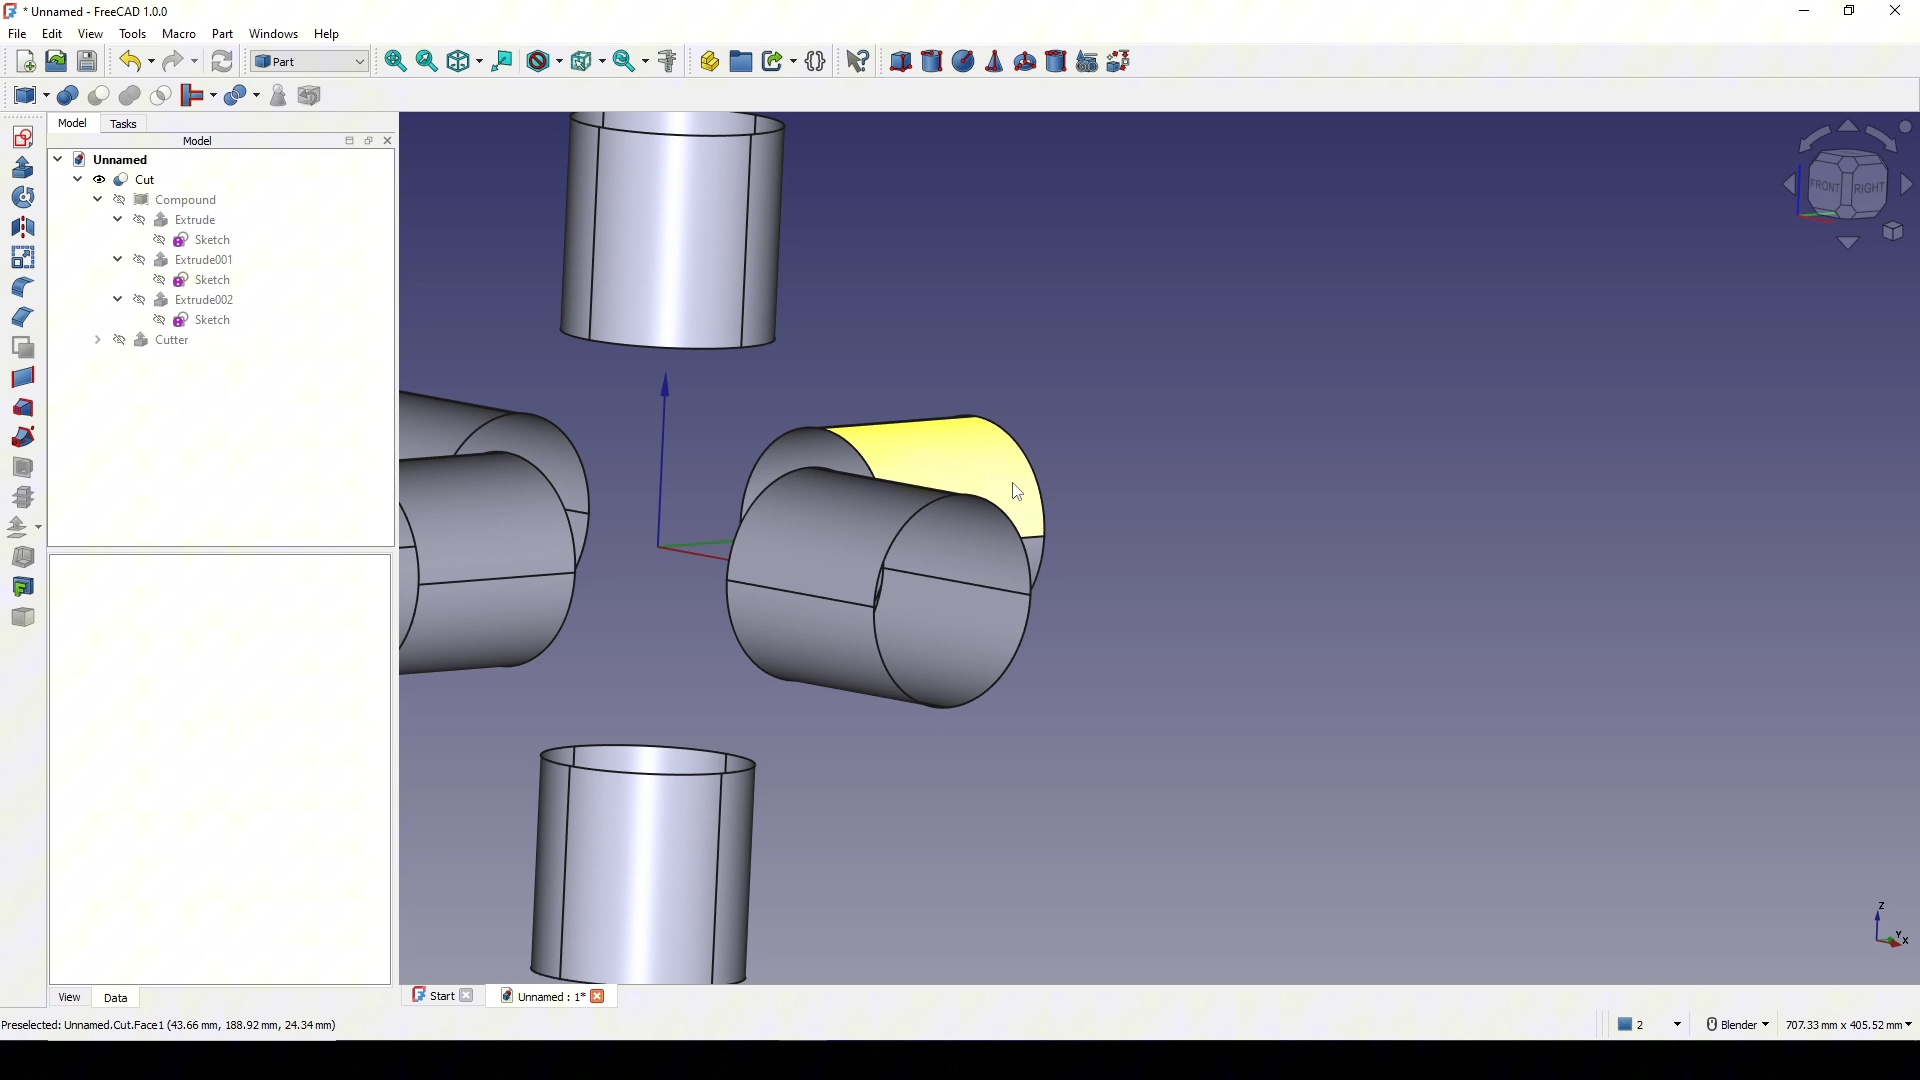 * Unnamed - FreeCAD 1.0.0
File Edit View Tools Macro Part Windows Help
Part
Model Tasks
Model
Unnamed
Cut
Compound
Extrude
Sketch
Extrude001
Sketch
Extrude002
Sketch
Cutter
FRONT RIGHT
Z
Y
X
View Data
Start Unnamed : 1*
Preselected: Unnamed.Cut.Face1 (43.66 mm, 188.92 mm, 24.34 mm)
2 Blender 707.33 mm x 405.52 mm